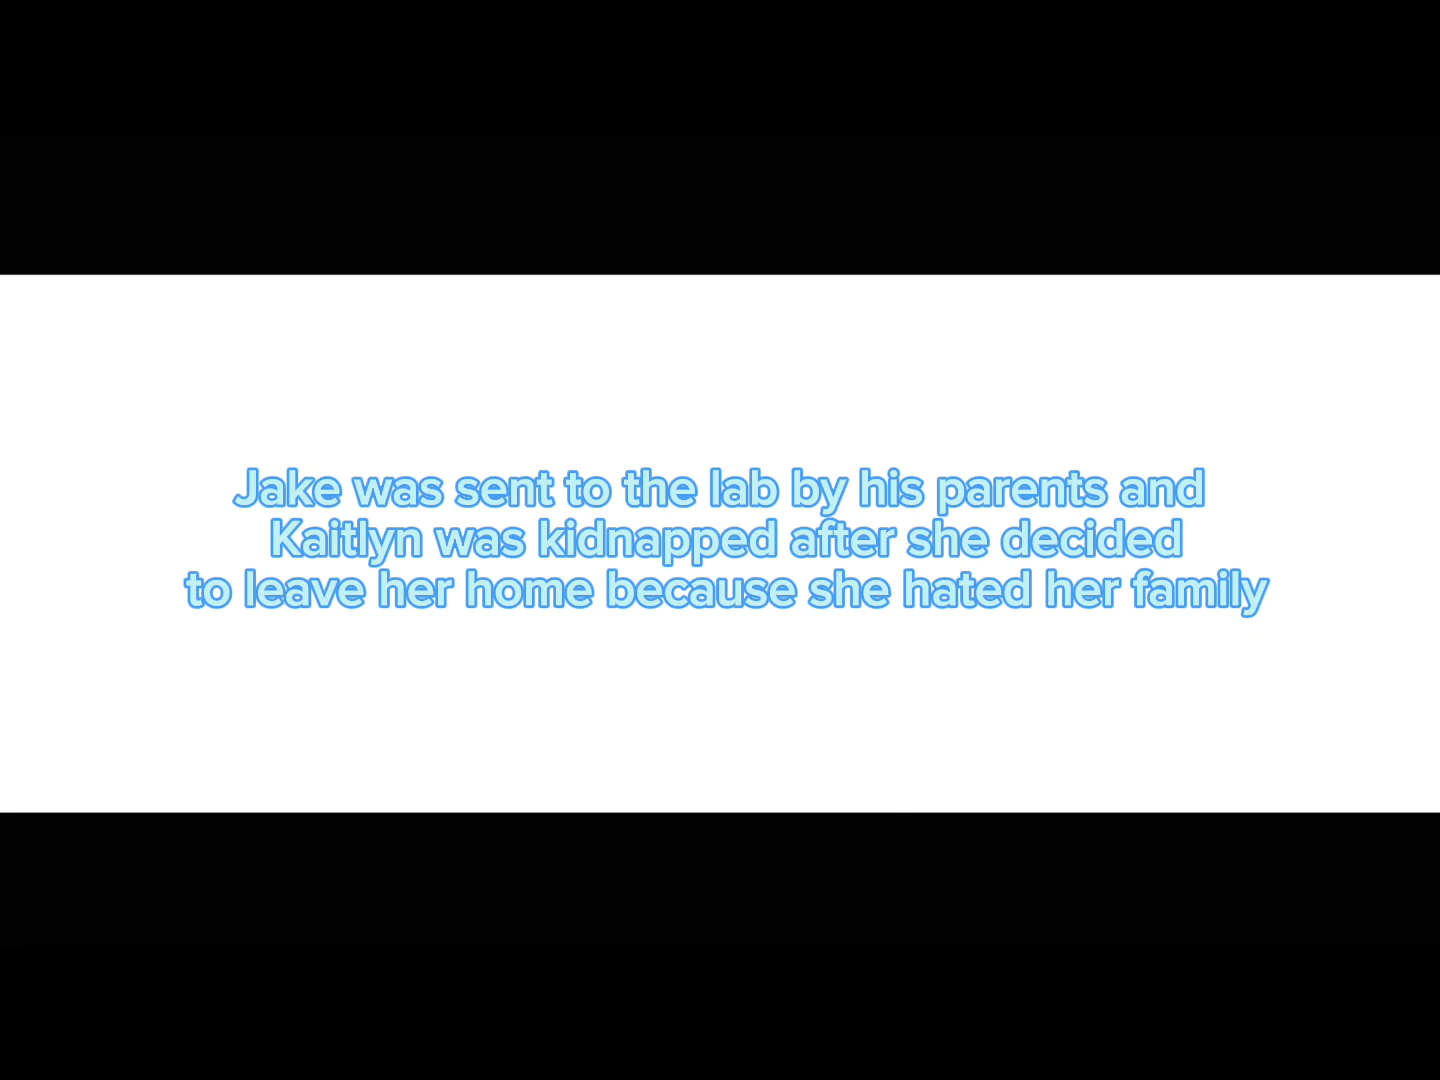 Jake was sent to the lab by his parents and
Kaitlyn was kidnapped after she decided
to leave her home because she hated her family